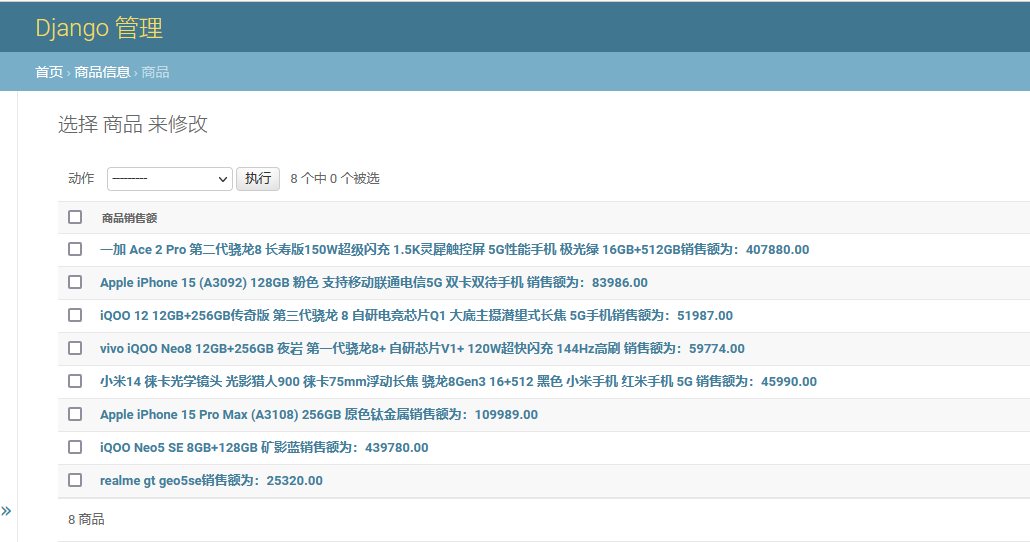 Django 管理
首页 › 商品信息 › 商品
选择 商品 来修改
动作 --------- 执行 8 个中 0 个被选
商品销售额
一加 Ace 2 Pro 第二代骁龙8 长寿版150W超级闪充 1.5K灵犀触控屏 5G性能手机 极光绿 16GB+512GB销售额为：407880.00
Apple iPhone 15 (A3092) 128GB 粉色 支持移动联通电信5G 双卡双待手机 销售额为：83986.00
iQOO 12 12GB+256GB传奇版 第三代骁龙 8 自研电竞芯片Q1 大底主摄潜望式长焦 5G手机销售额为：51987.00
vivo iQOO Neo8 12GB+256GB 夜岩 第一代骁龙8+ 自研芯片V1+ 120W超快闪充 144Hz高刷 销售额为：59774.00
小米14 徕卡光学镜头 光影猎人900 徕卡75mm浮动长焦 骁龙8Gen3 16+512 黑色 小米手机 红米手机 5G 销售额为：45990.00
Apple iPhone 15 Pro Max (A3108) 256GB 原色钛金属销售额为：109989.00
iQOO Neo5 SE 8GB+128GB 矿影蓝销售额为：439780.00
realme gt geo5se销售额为：25320.00
8 商品
»